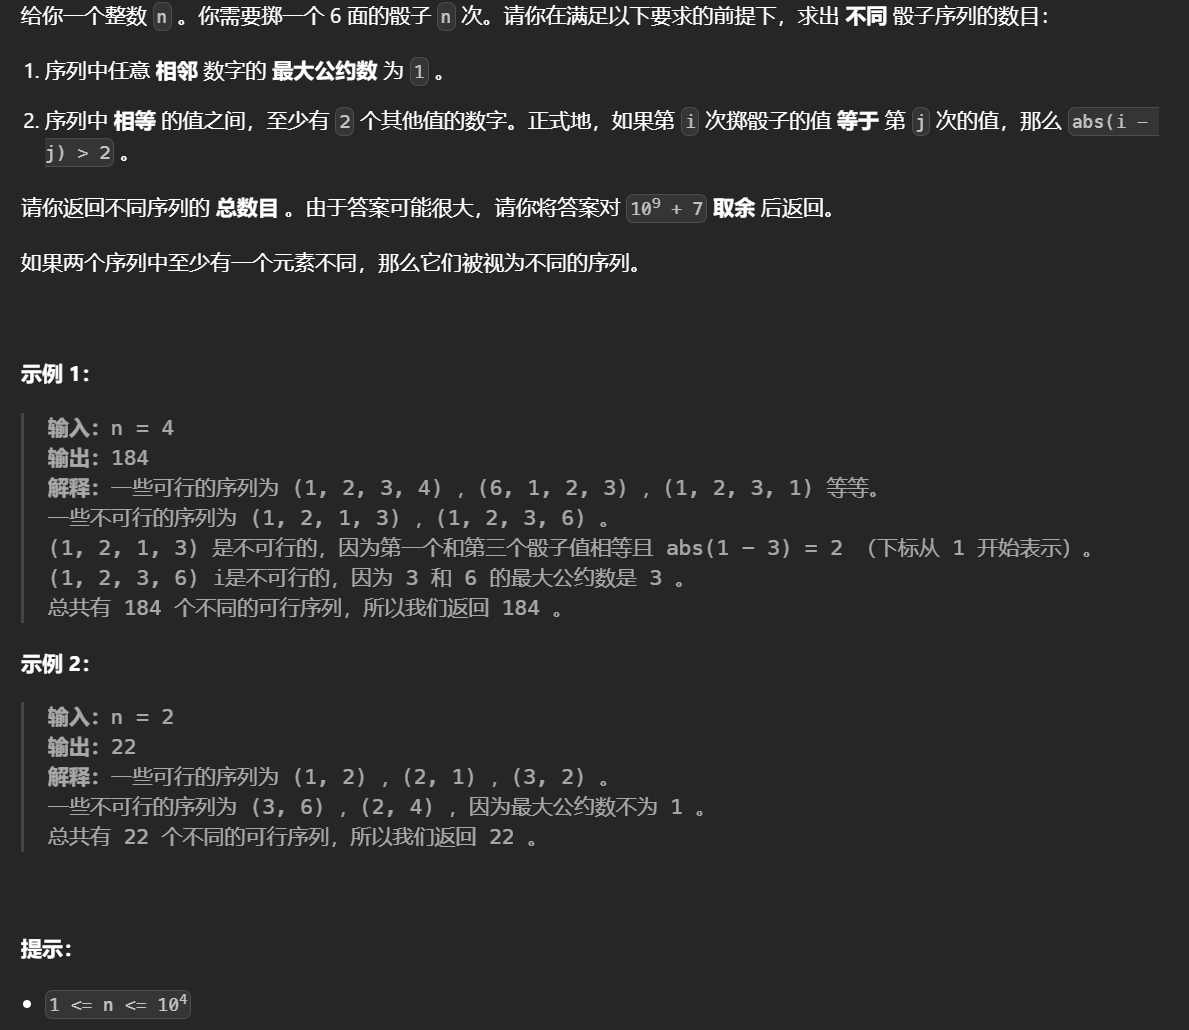 给你一个整数 n 。你需要掷一个 6 面的骰子 n 次。请你在满足以下要求的前提下，求出 不同 骰子序列的数目：
1. 序列中任意 相邻 数字的 最大公约数 为 1 。
2. 序列中 相等 的值之间，至少有 2 个其他值的数字。正式地，如果第 i 次掷骰子的值 等于 第 j 次的值，那么 abs(i -
j) > 2 。
请你返回不同序列的 总数目 。由于答案可能很大，请你将答案对 10⁹ + 7 取余 后返回。
如果两个序列中至少有一个元素不同，那么它们被视为不同的序列。
示例 1：
输入：n = 4
输出：184
解释：一些可行的序列为 (1, 2, 3, 4) ，(6, 1, 2, 3) ，(1, 2, 3, 1) 等等。
一些不可行的序列为 (1, 2, 1, 3) ，(1, 2, 3, 6) 。
(1, 2, 1, 3) 是不可行的，因为第一个和第三个骰子值相等且 abs(1 - 3) = 2 （下标从 1 开始表示）。
(1, 2, 3, 6) i是不可行的，因为 3 和 6 的最大公约数是 3 。
总共有 184 个不同的可行序列，所以我们返回 184 。
示例 2：
输入：n = 2
输出：22
解释：一些可行的序列为 (1, 2) ，(2, 1) ，(3, 2) 。
一些不可行的序列为 (3, 6) ，(2, 4) ，因为最大公约数不为 1 。
总共有 22 个不同的可行序列，所以我们返回 22 。
提示：
• 1 <= n <= 10⁴